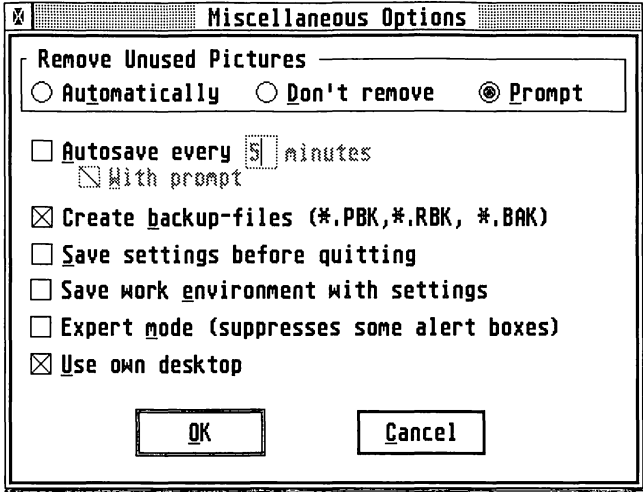 Miscellaneous Options
Remove Unused Pictures
Automatically Don't remove Prompt
Autosave every 5 minutes
With prompt
Create backup-files (*.PBK,*.RBK, *.BAK)
Save settings before quitting
Save work environment with settings
Expert mode (suppresses some alert boxes)
Use own desktop
OK Cancel